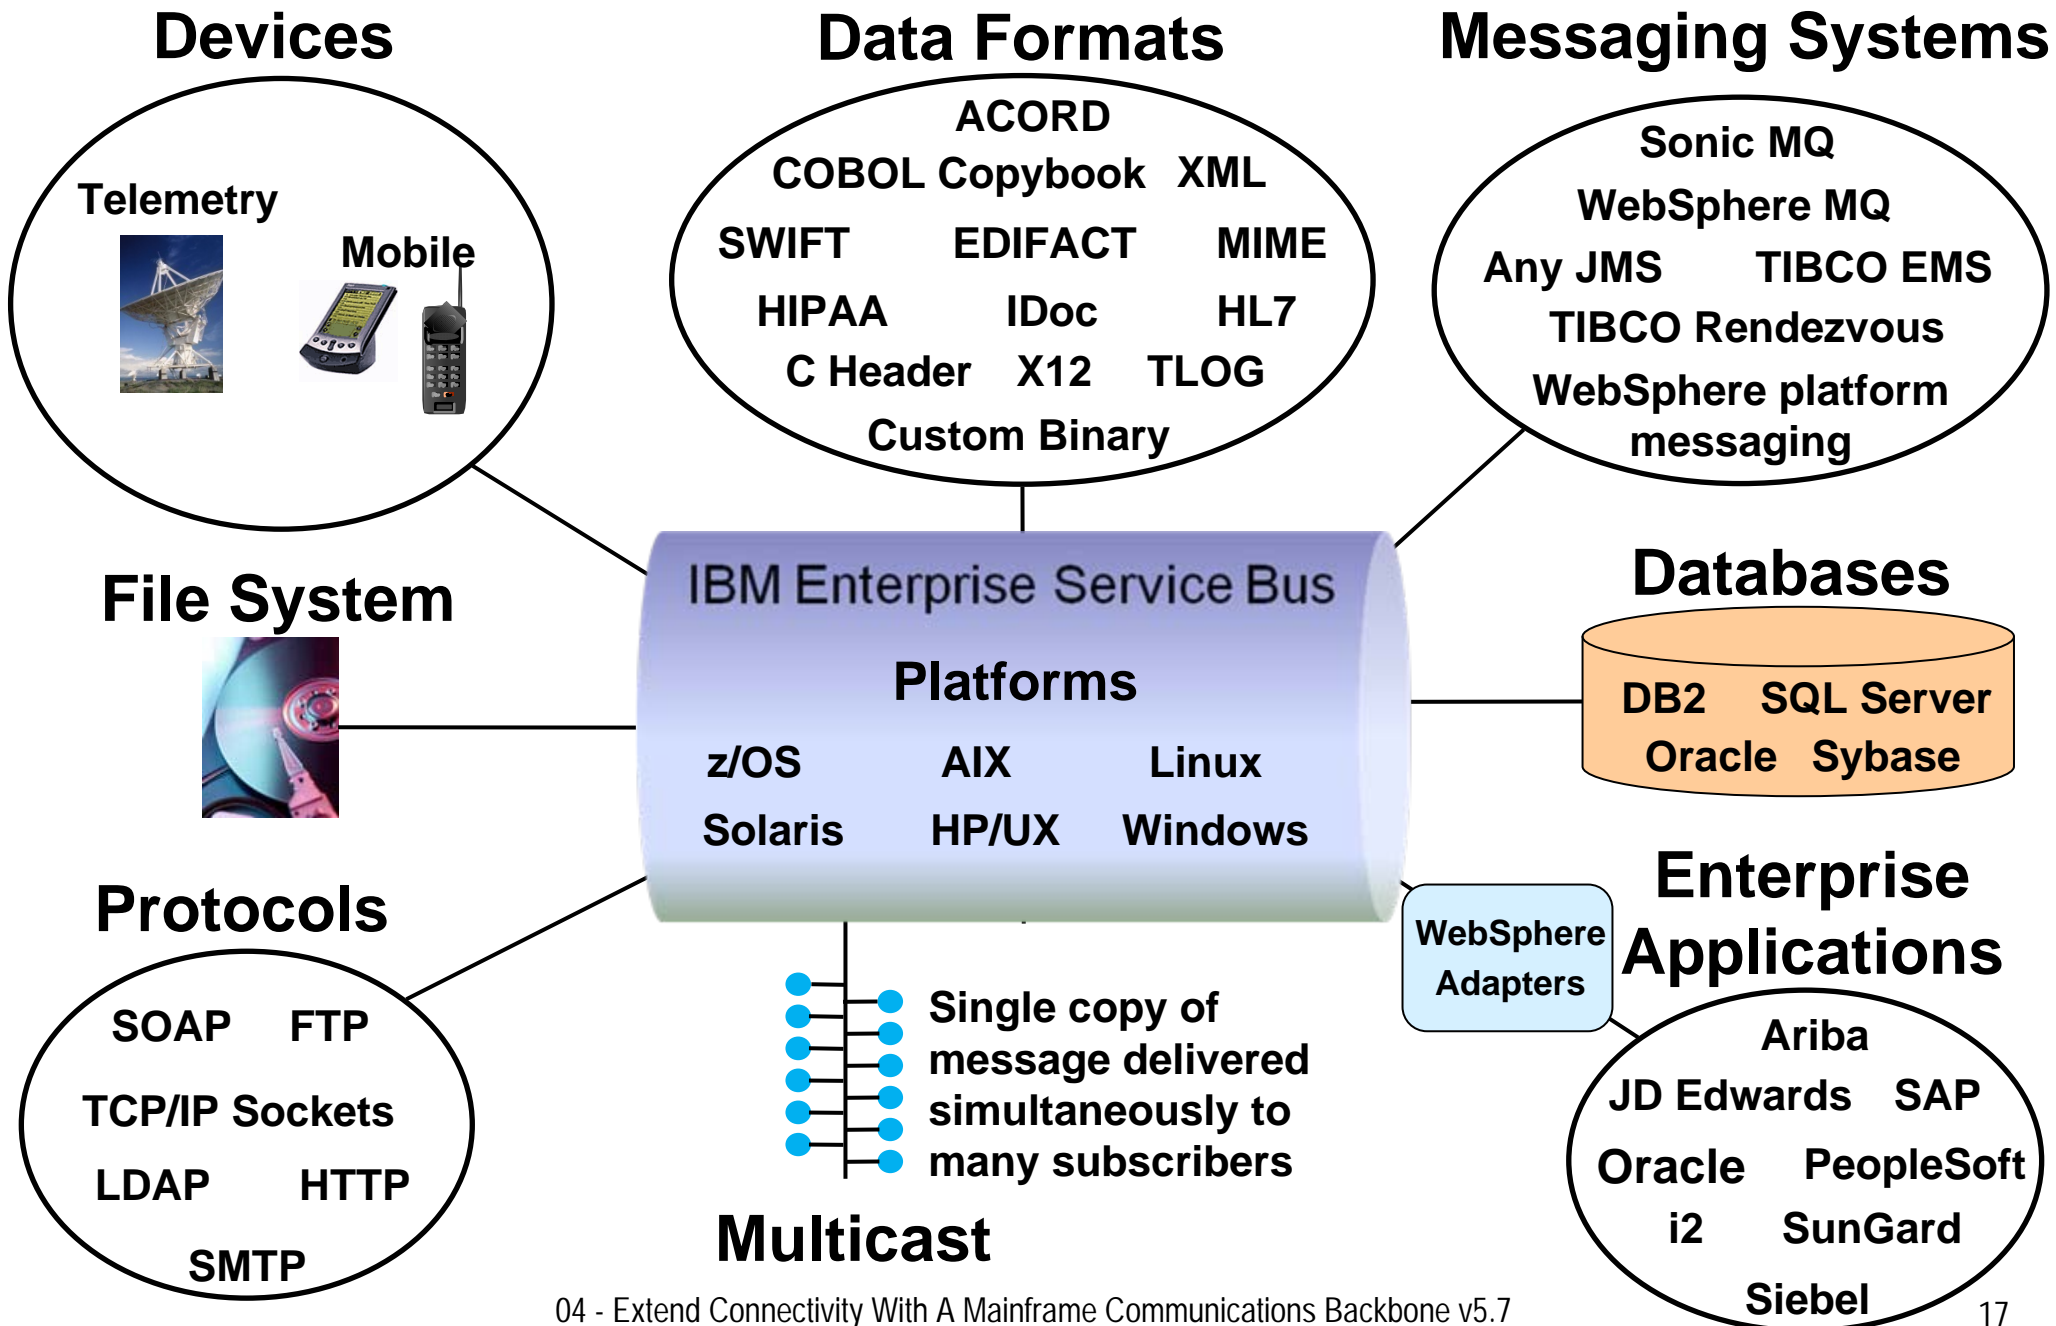 Devices
Data Formats
Messaging Systems
Telemetry
Mobile
ACORD
COBOL Copybook XML
SWIFT EDIFACT MIME
HIPAA IDoc HL7
C Header X12 TLOG
Custom Binary
Sonic MQ
WebSphere MQ
Any JMS TIBCO EMS
TIBCO Rendezvous
WebSphere platform
messaging
File System
IBM Enterprise Service Bus
Platforms
z/OS AIX Linux
Solaris HP/UX Windows
Databases
DB2 SQL Server
Oracle Sybase
Protocols
SOAP FTP
TCP/IP Sockets
LDAP HTTP
SMTP
Single copy of
message delivered
simultaneously to
many subscribers
Multicast
WebSphere
Adapters
Enterprise
Applications
Ariba
JD Edwards SAP
Oracle PeopleSoft
i2 SunGard
Siebel
04 - Extend Connectivity With A Mainframe Communications Backbone v5.7
17